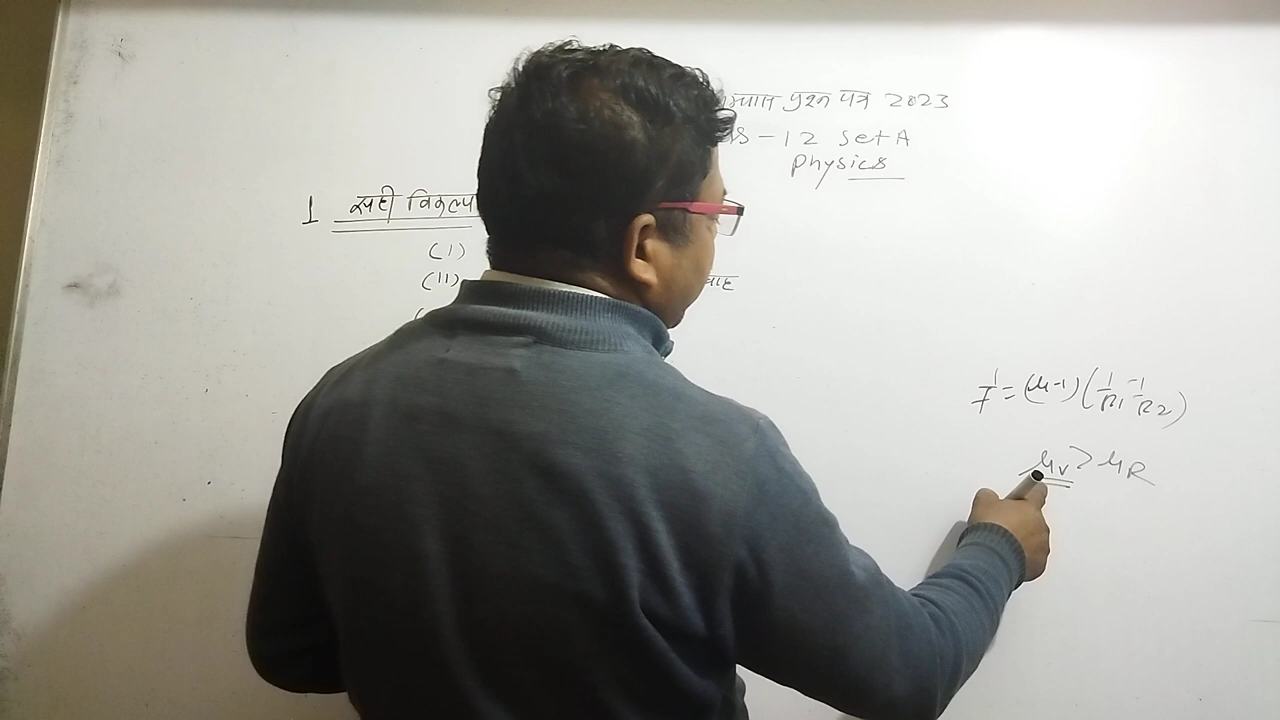 प्रश्न पत्र 2023
- 12 Set A
Physics
1 सही विकल्प
(I)
(II)
1/f = (μ-1) (1/R1 - 1/R2)
μv > μR